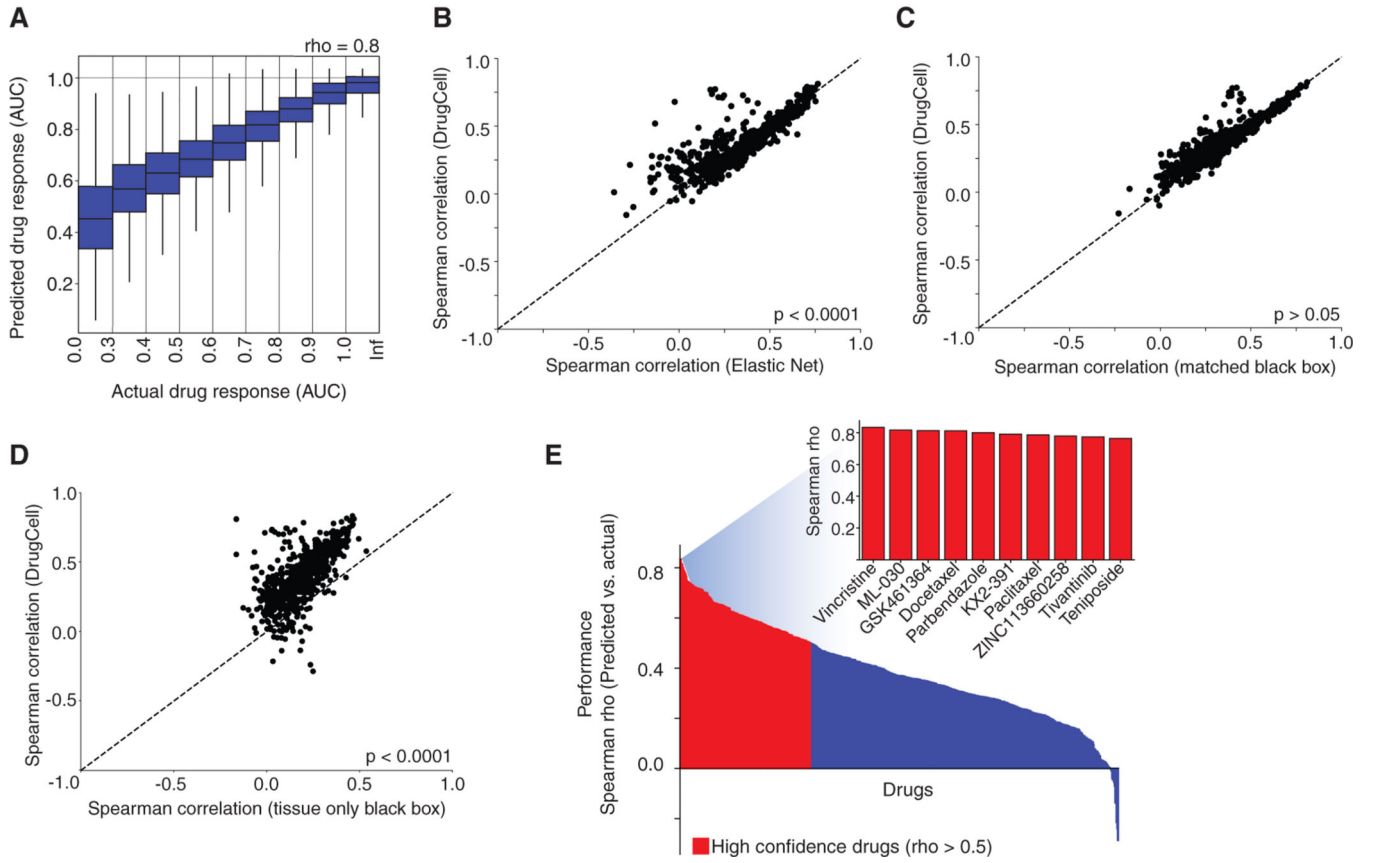 A
rho = 0.8
Predicted drug response (AUC)
1.0
0.8
0.6
0.4
0.2
0.0
0.3
0.4
0.5
0.6
0.7
0.8
0.9
1.0
Inf
Actual drug response (AUC)
B
Spearman correlation (DrugCell)
1.0
0.5
0.0
-0.5
-1.0
-0.5
0.0
0.5
1.0
p < 0.0001
Spearman correlation (Elastic Net)
C
Spearman correlation (DrugCell)
1.0
0.5
0.0
-0.5
-1.0
-0.5
0.0
0.5
1.0
p > 0.05
Spearman correlation (matched black box)
D
Spearman correlation (DrugCell)
1.0
0.5
0.0
-0.5
-1.0
-0.5
0.0
0.5
1.0
p < 0.0001
Spearman correlation (tissue only black box)
E
Performance
Spearman rho (Predicted vs. actual)
0.8
0.4
0.0
Drugs
High confidence drugs (rho > 0.5)
Spearman rho
0.8
0.6
0.4
0.2
Vincristine
ML-030
GSK461364
Docetaxel
Parbendazole
KX2-391
Paclitaxel
ZINC113660258
Tivantinib
Teniposide